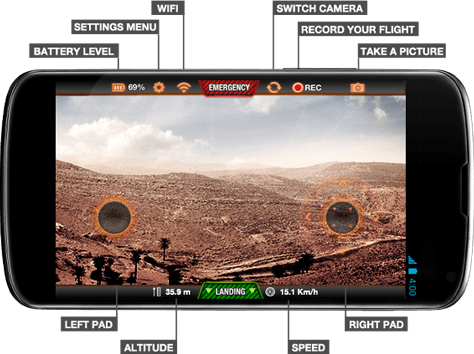 WIFI
SWITCH CAMERA
SETTINGS MENU
RECORD YOUR FLIGHT
BATTERY LEVEL
TAKE A PICTURE
69% EMERGENCY REC
4:00
35.9 m LANDING 15.1 Km/h
LEFT PAD
RIGHT PAD
ALTITUDE
SPEED